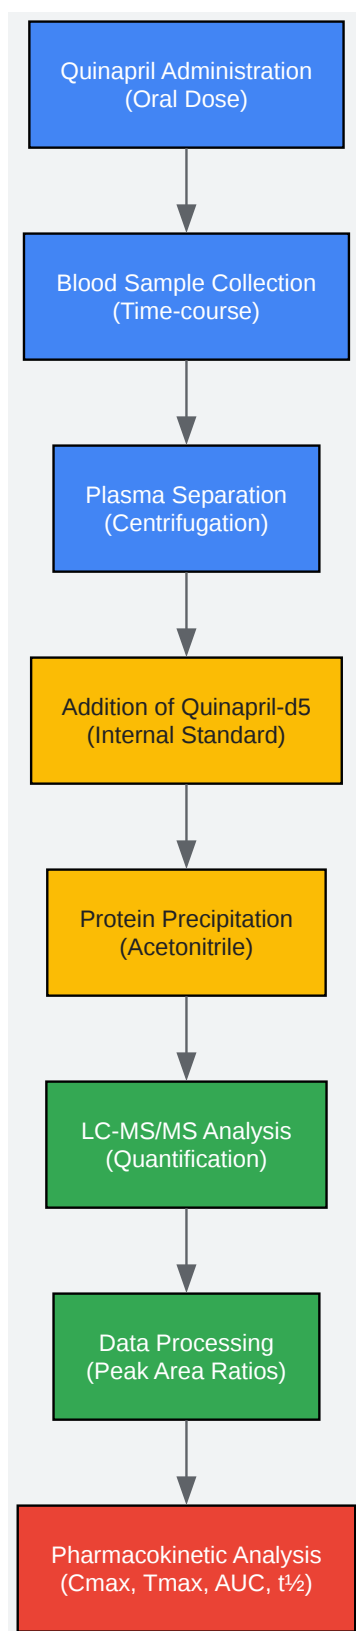 Quinapril Administration
(Oral Dose)
Blood Sample Collection
(Time-course)
Plasma Separation
(Centrifugation)
Addition of Quinapril-d5
(Internal Standard)
Protein Precipitation
(Acetonitrile)
LC-MS/MS Analysis
(Quantification)
Data Processing
(Peak Area Ratios)
Pharmacokinetic Analysis
(Cmax, Tmax, AUC, t½)